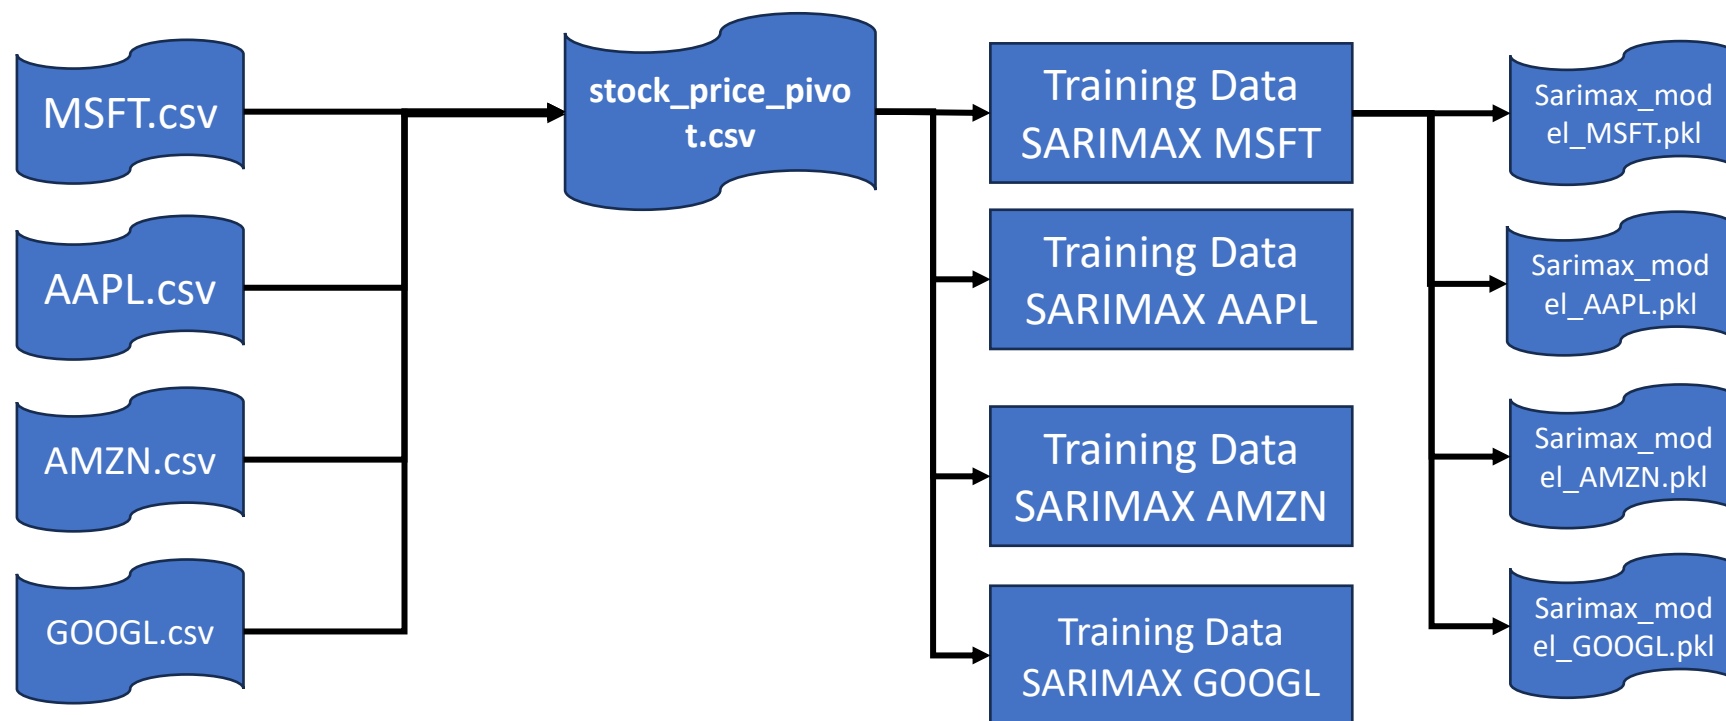 MSFT.csv
AAPL.csv
AMZN.csv
GOOGL.csv
stock_price_pivo
t.csv
Training Data
SARIMAX MSFT
Training Data
SARIMAX AAPL
Training Data
SARIMAX AMZN
Training Data
SARIMAX GOOGL
Sarimax_mod
el_MSFT.pkl
Sarimax_mod
el_AAPL.pkl
Sarimax_mod
el_AMZN.pkl
Sarimax_mod
el_GOOGL.pkl